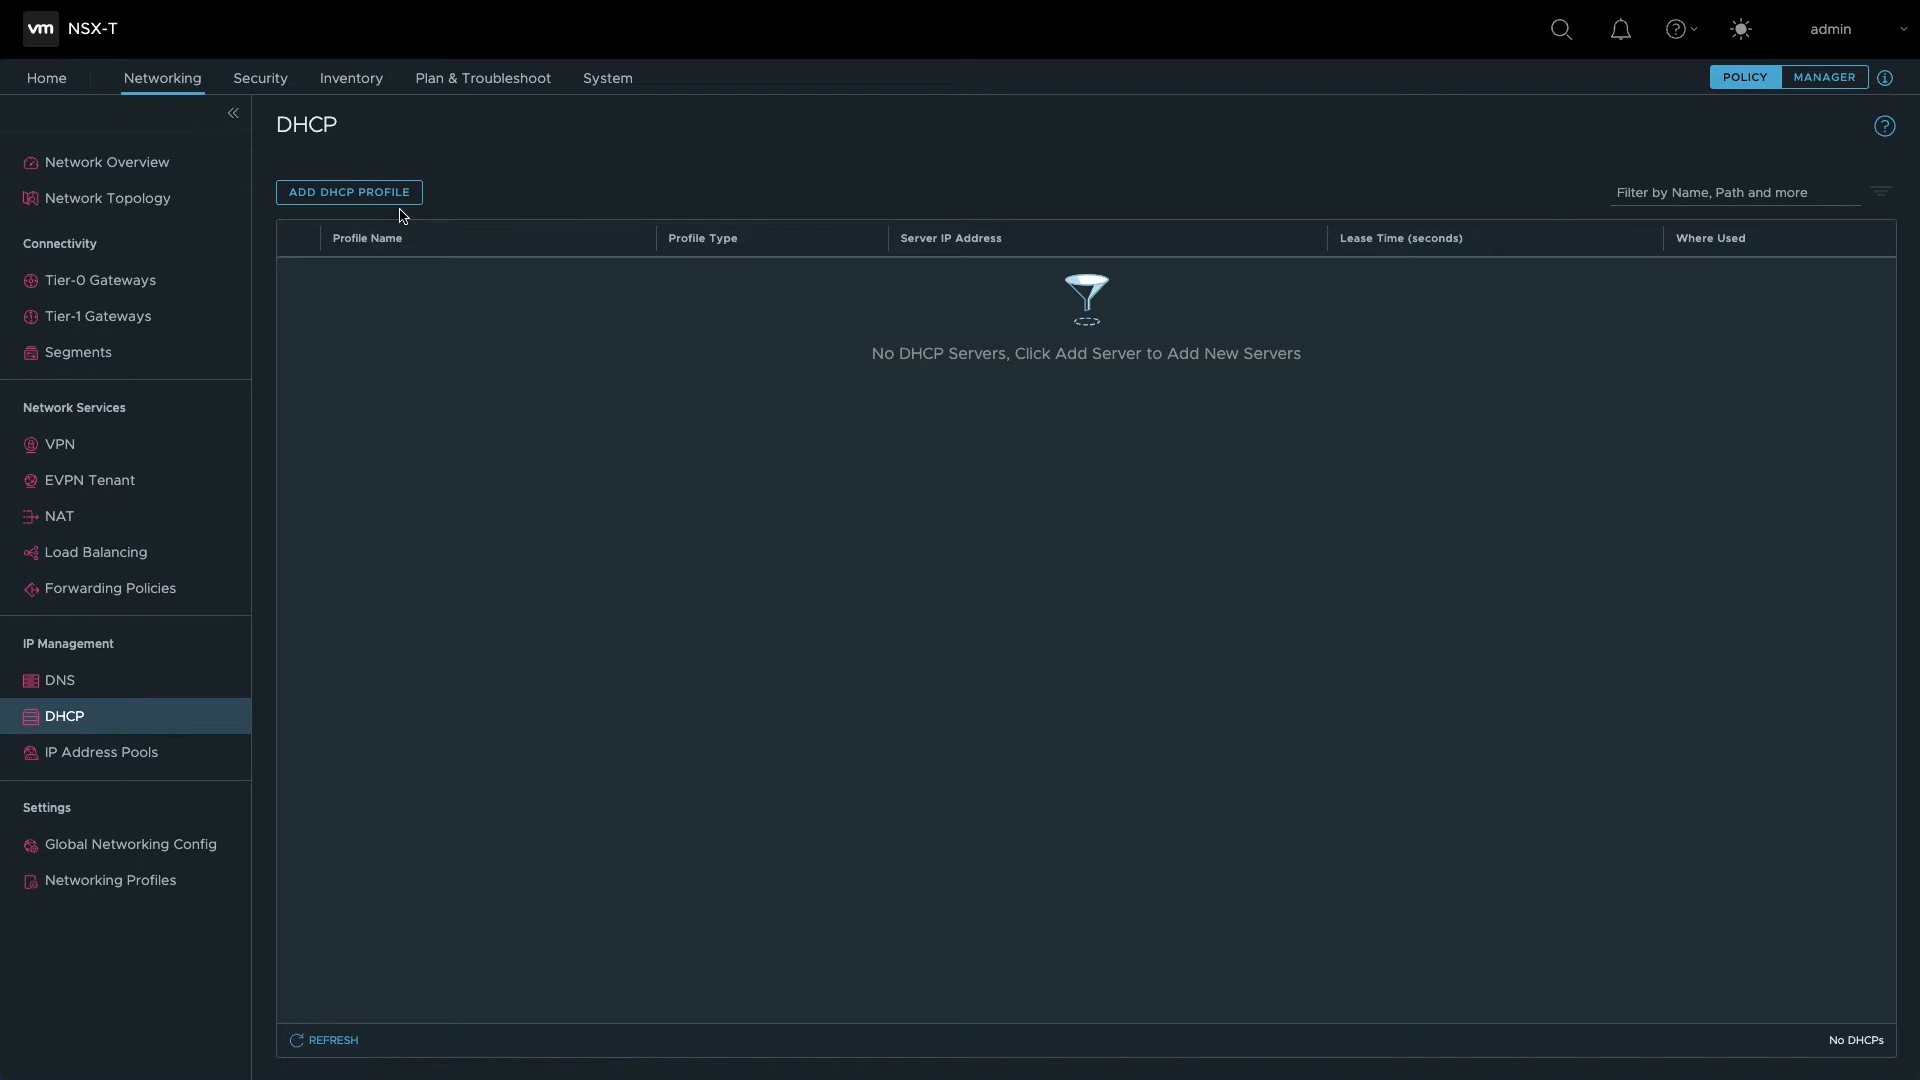 vm NSX-T
admin
Home Networking Security Inventory Plan & Troubleshoot System
POLICY MANAGER
DHCP
Network Overview
Network Topology
Connectivity
Tier-0 Gateways
Tier-1 Gateways
Segments
Network Services
VPN
EVPN Tenant
NAT
Load Balancing
Forwarding Policies
IP Management
DNS
DHCP
IP Address Pools
Settings
Global Networking Config
Networking Profiles
ADD DHCP PROFILE
Filter by Name, Path and more
Profile Name Profile Type Server IP Address Lease Time (seconds) Where Used
No DHCP Servers, Click Add Server to Add New Servers
REFRESH
No DHCPs